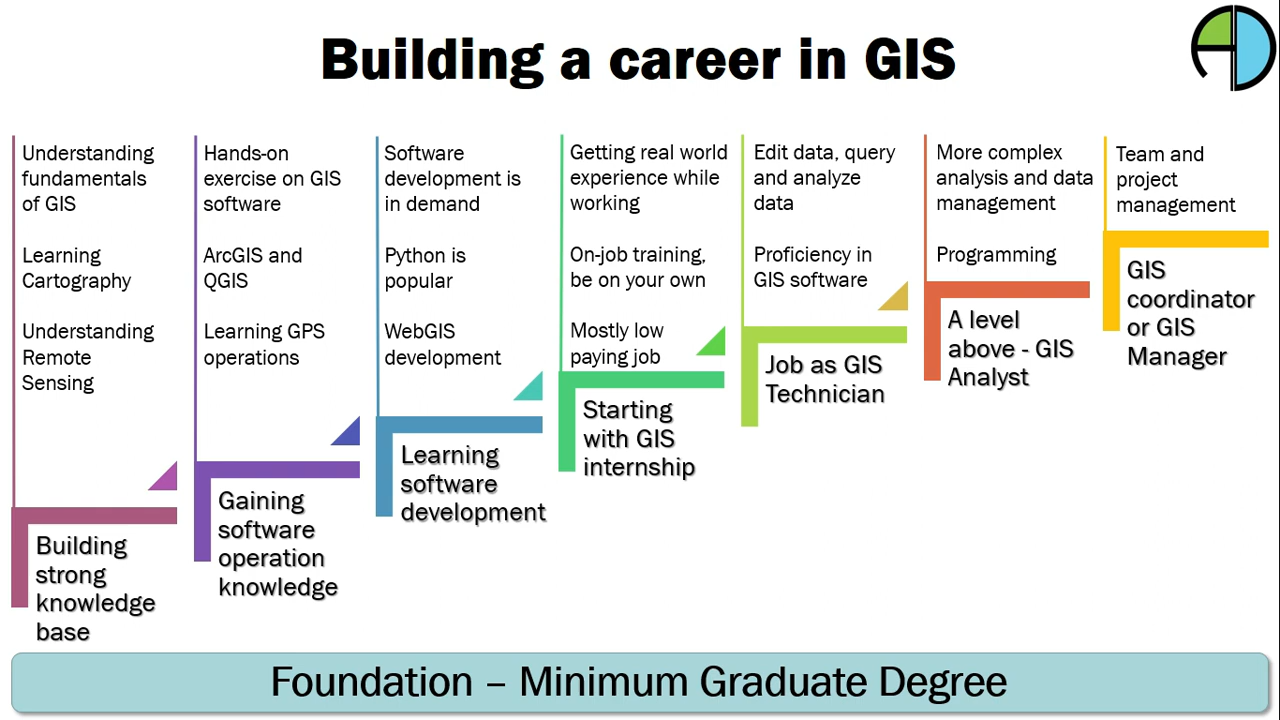 Building a career in GIS
Understanding
fundamentals
of GIS
Learning
Cartography
Understanding
Remote
Sensing
Building
strong
knowledge
base
Hands-on
exercise on GIS
software
ArcGIS and
QGIS
Learning GPS
operations
Gaining
software
operation
knowledge
Software
development is
in demand
Python is
popular
WebGIS
development
Learning
software
development
Getting real world
experience while
working
On-job training,
be on your own
Mostly low
paying job
Starting
with GIS
internship
Edit data, query
and analyze
data
Proficiency in
GIS software
Job as GIS
Technician
More complex
analysis and data
management
Programming
A level
above - GIS
Analyst
Team and
project
management
GIS
coordinator
or GIS
Manager
Foundation – Minimum Graduate Degree